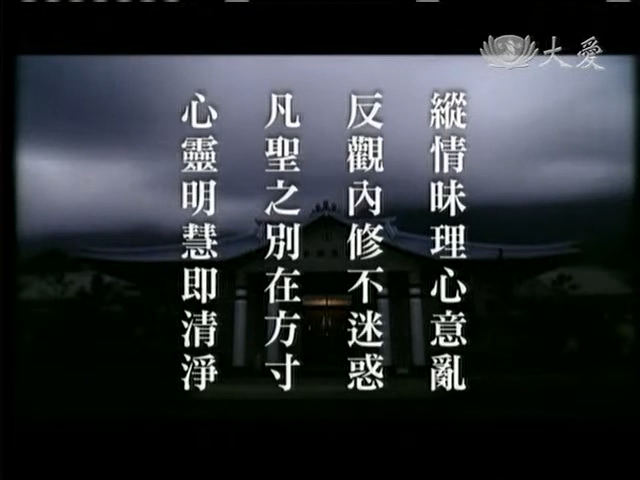 大愛
縱情昧理心意亂
反觀內修不迷惑
凡聖之別在方寸
心靈明慧即清淨